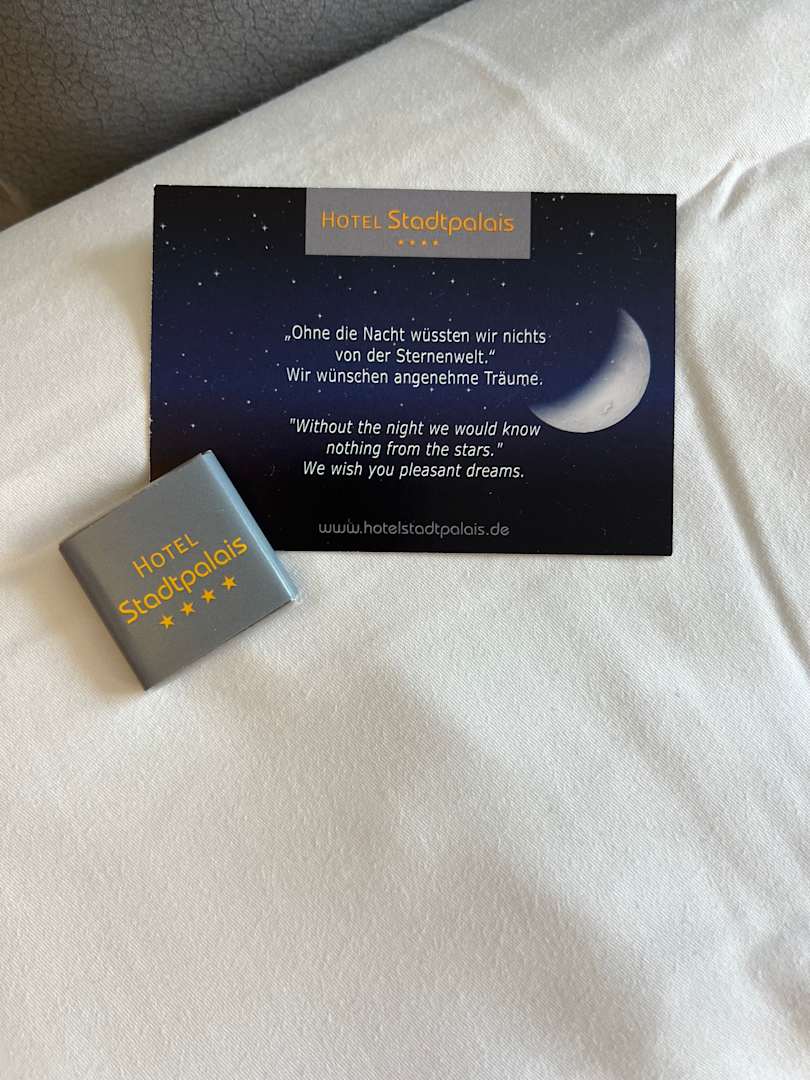 HOTEL Stadtpalais
★★★★
„Ohne die Nacht wüssten wir nichts
von der Sternenwelt.“
Wir wünschen angenehme Träume.
"Without the night we would know
nothing from the stars."
We wish you pleasant dreams.
www.hotelstadtpalais.de
HOTEL
Stadtpalais
★★★★